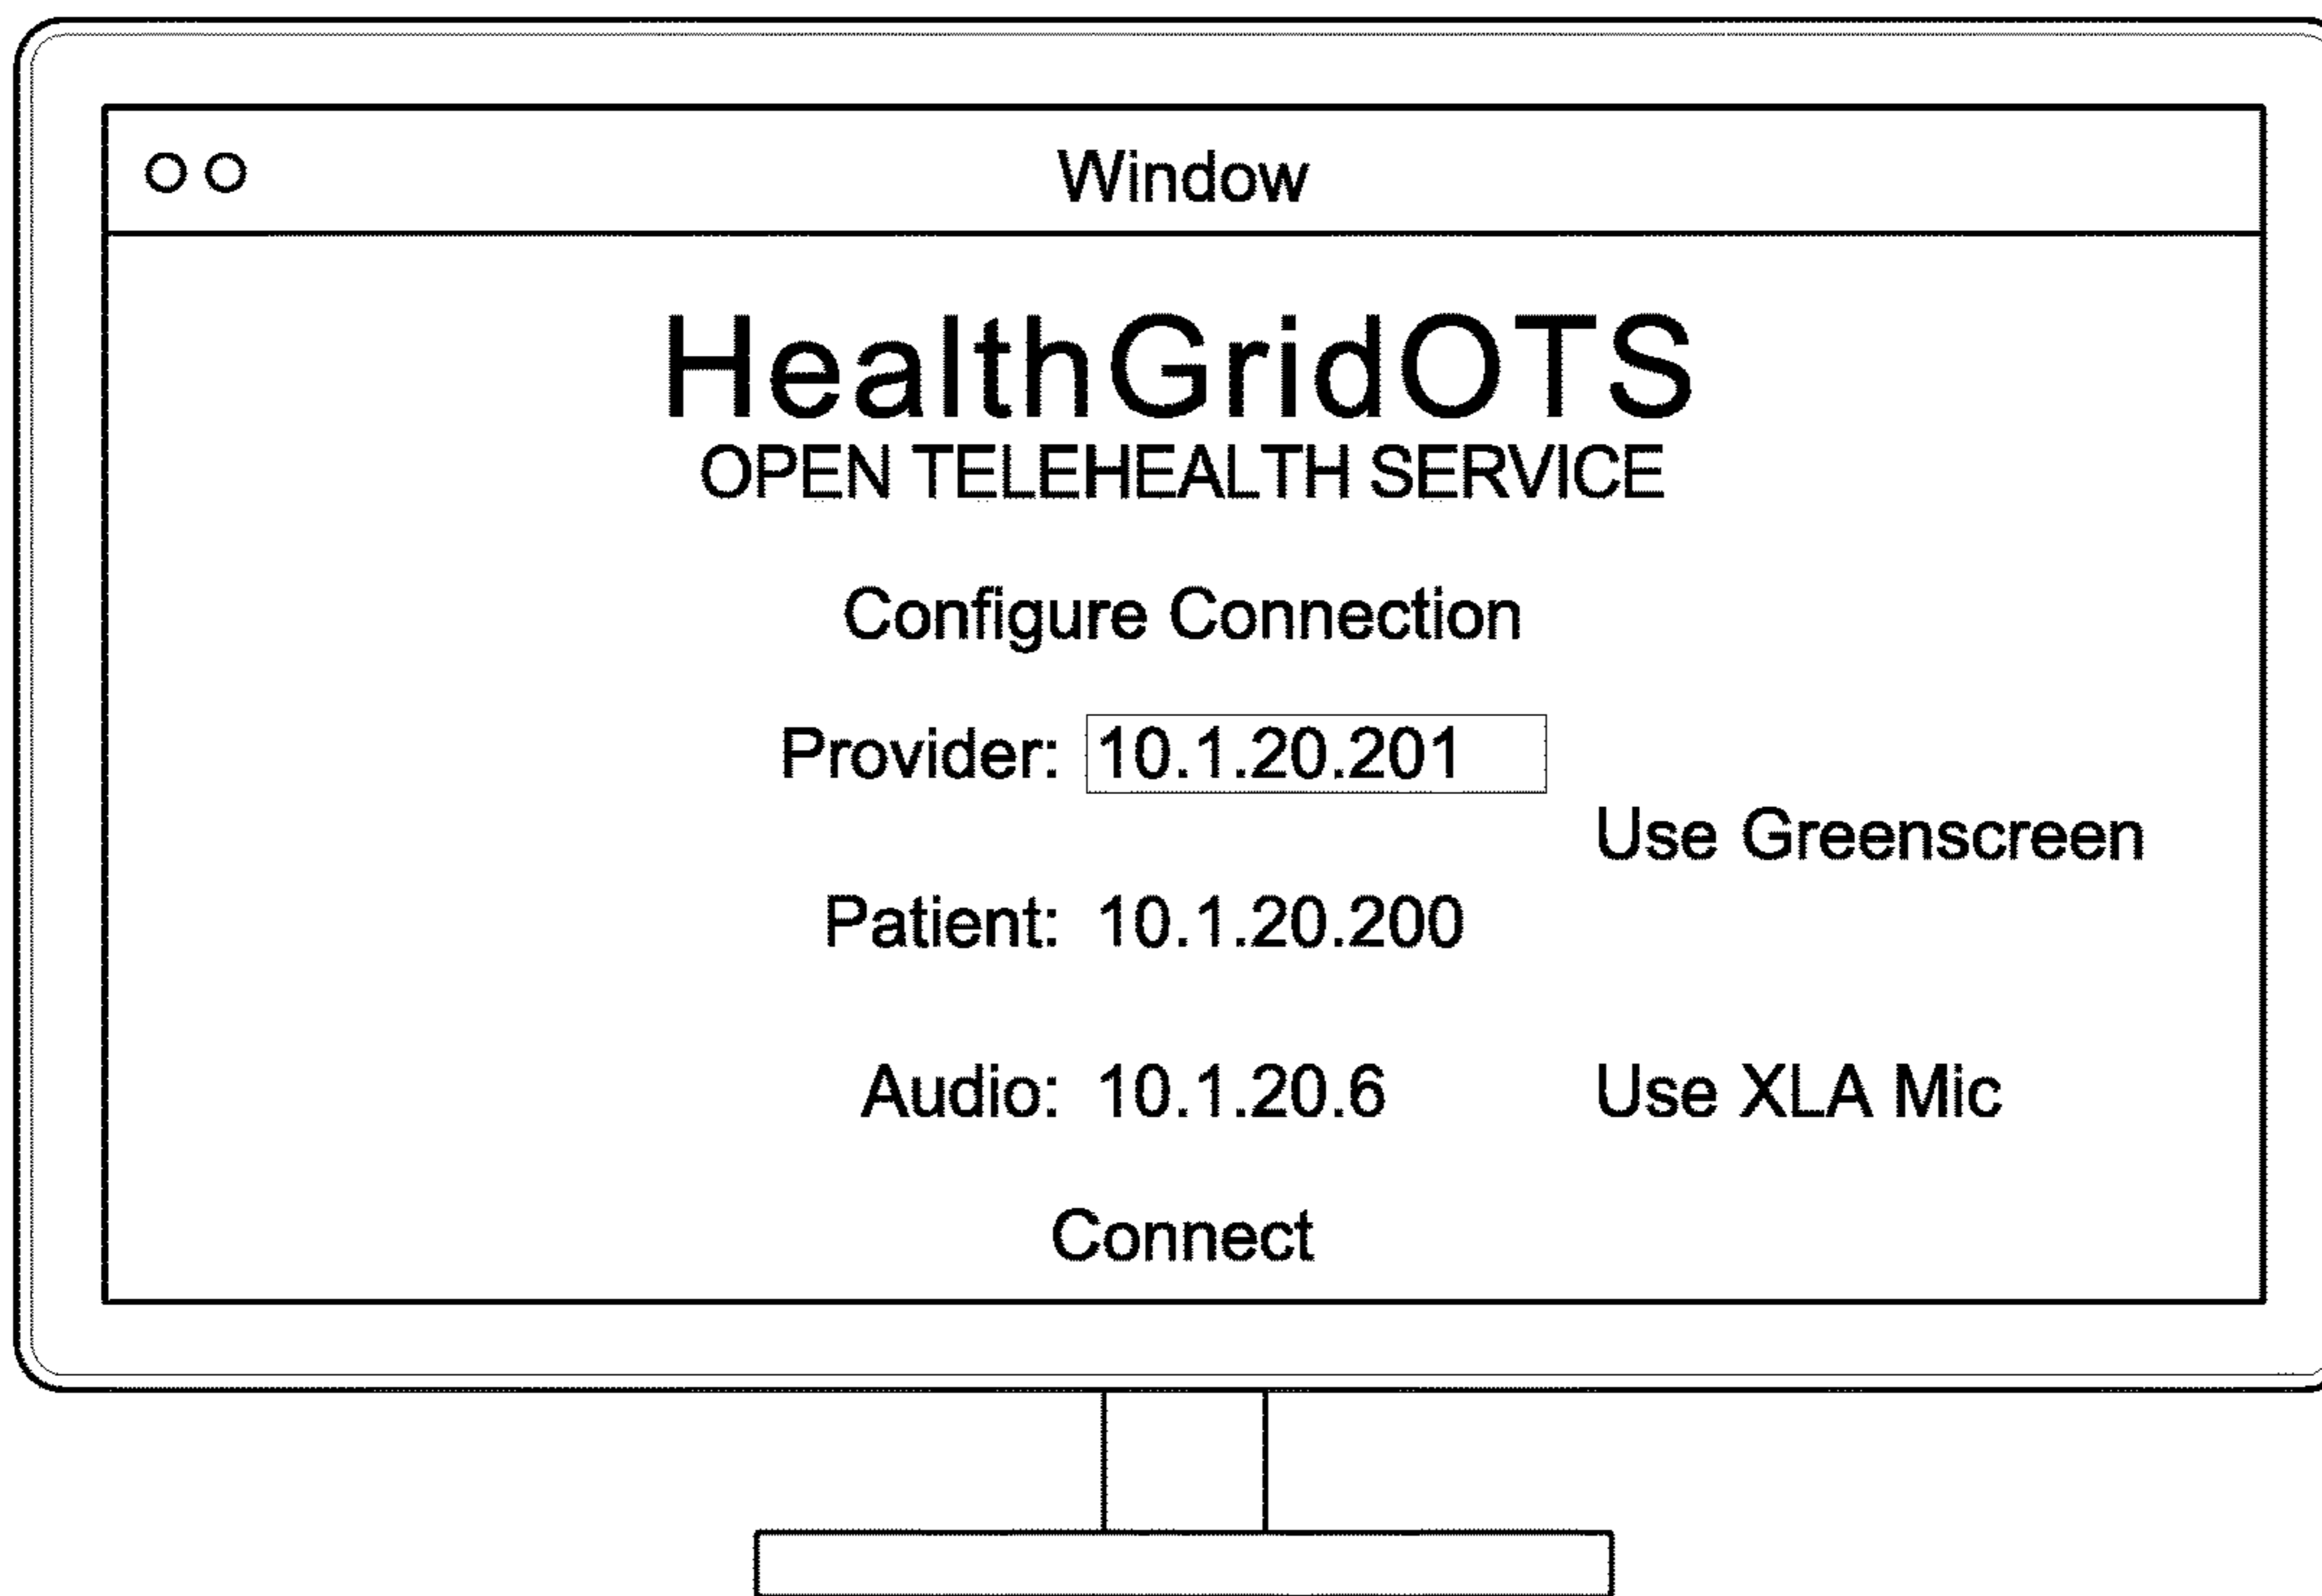 Window
HealthGridOTS
OPEN TELEHEALTH SERVICE
Configure Connection
Provider: 10.1.20.201
Use Greenscreen
Patient: 10.1.20.200
Audio: 10.1.20.6 Use XLA Mic
Connect